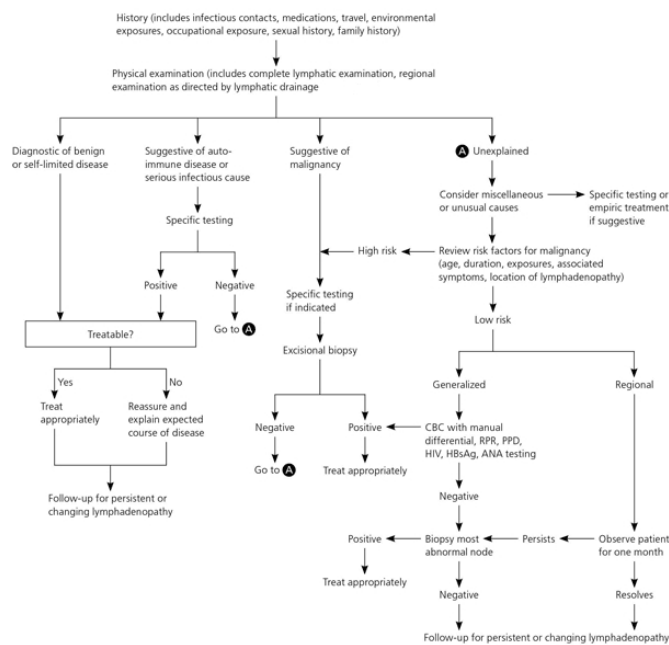 History (includes infectious contacts, medications, travel, environmental
exposures, occupational exposure, sexual history, family history)
Physical examination (includes complete lymphatic examination, regional
examination as directed by lymphatic drainage
Diagnostic of benign
or self-limited disease
Suggestive of auto-
immune disease or
serious infectious cause
Suggestive of
malignancy
A Unexplained
Consider miscellaneous
or unusual causes
Specific testing or
empiric treatment
if suggestive
Specific testing
High risk
Review risk factors for malignancy
(age, duration, exposures, associated
symptoms, location of lymphadenopathy)
Positive
Negative
Specific testing
if indicated
Go to A
Low risk
Treatable?
Excisional biopsy
Yes
No
Generalized
Regional
Treat
appropriately
Reassure and
explain expected
course of disease
Negative
Positive
CBC with manual
differential, RPR, PPD,
HIV, HBsAg, ANA testing
Go to A
Treat appropriately
Follow-up for persistent or
changing lymphadenopathy
Negative
Positive
Biopsy most
abnormal node
Persists
Observe patient
for one month
Treat appropriately
Negative
Resolves
Follow-up for persistent or changing lymphadenopathy